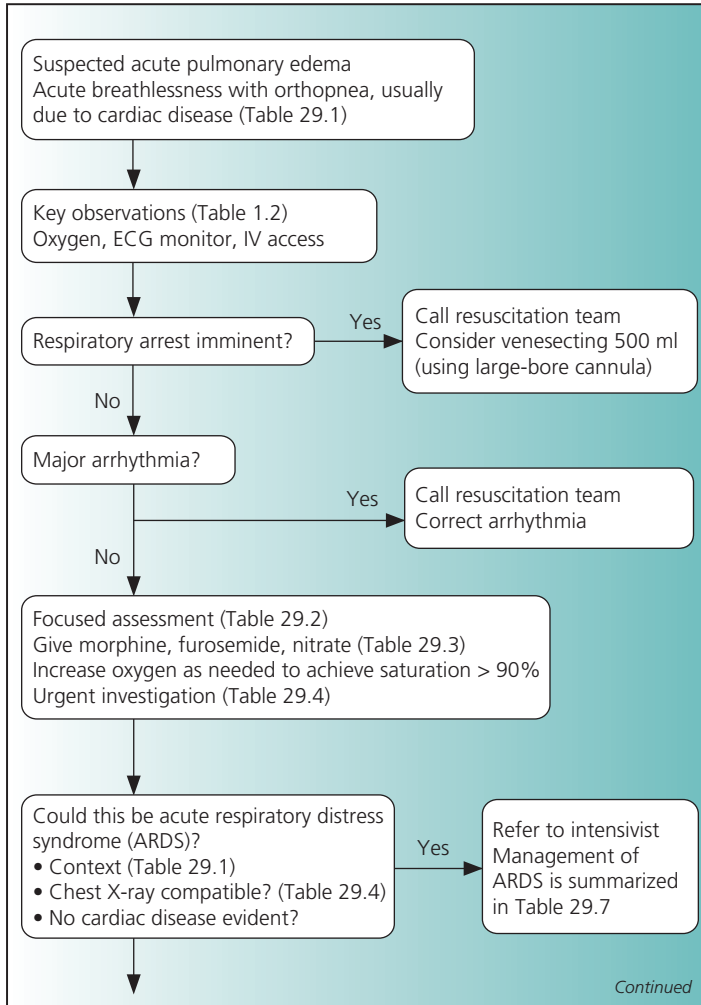 Suspected acute pulmonary edema
Acute breathlessness with orthopnea, usually
due to cardiac disease (Table 29.1)
Key observations (Table 1.2)
Oxygen, ECG monitor, IV access
Respiratory arrest imminent?
Yes
Call resuscitation team
Consider venesecting 500 ml
(using large-bore cannula)
No
Major arrhythmia?
Yes
Call resuscitation team
Correct arrhythmia
No
Focused assessment (Table 29.2)
Give morphine, furosemide, nitrate (Table 29.3)
Increase oxygen as needed to achieve saturation > 90%
Urgent investigation (Table 29.4)
Could this be acute respiratory distress
syndrome (ARDS)?
• Context (Table 29.1)
• Chest X-ray compatible? (Table 29.4)
• No cardiac disease evident?
Yes
Refer to intensivist
Management of
ARDS is summarized
in Table 29.7
Continued